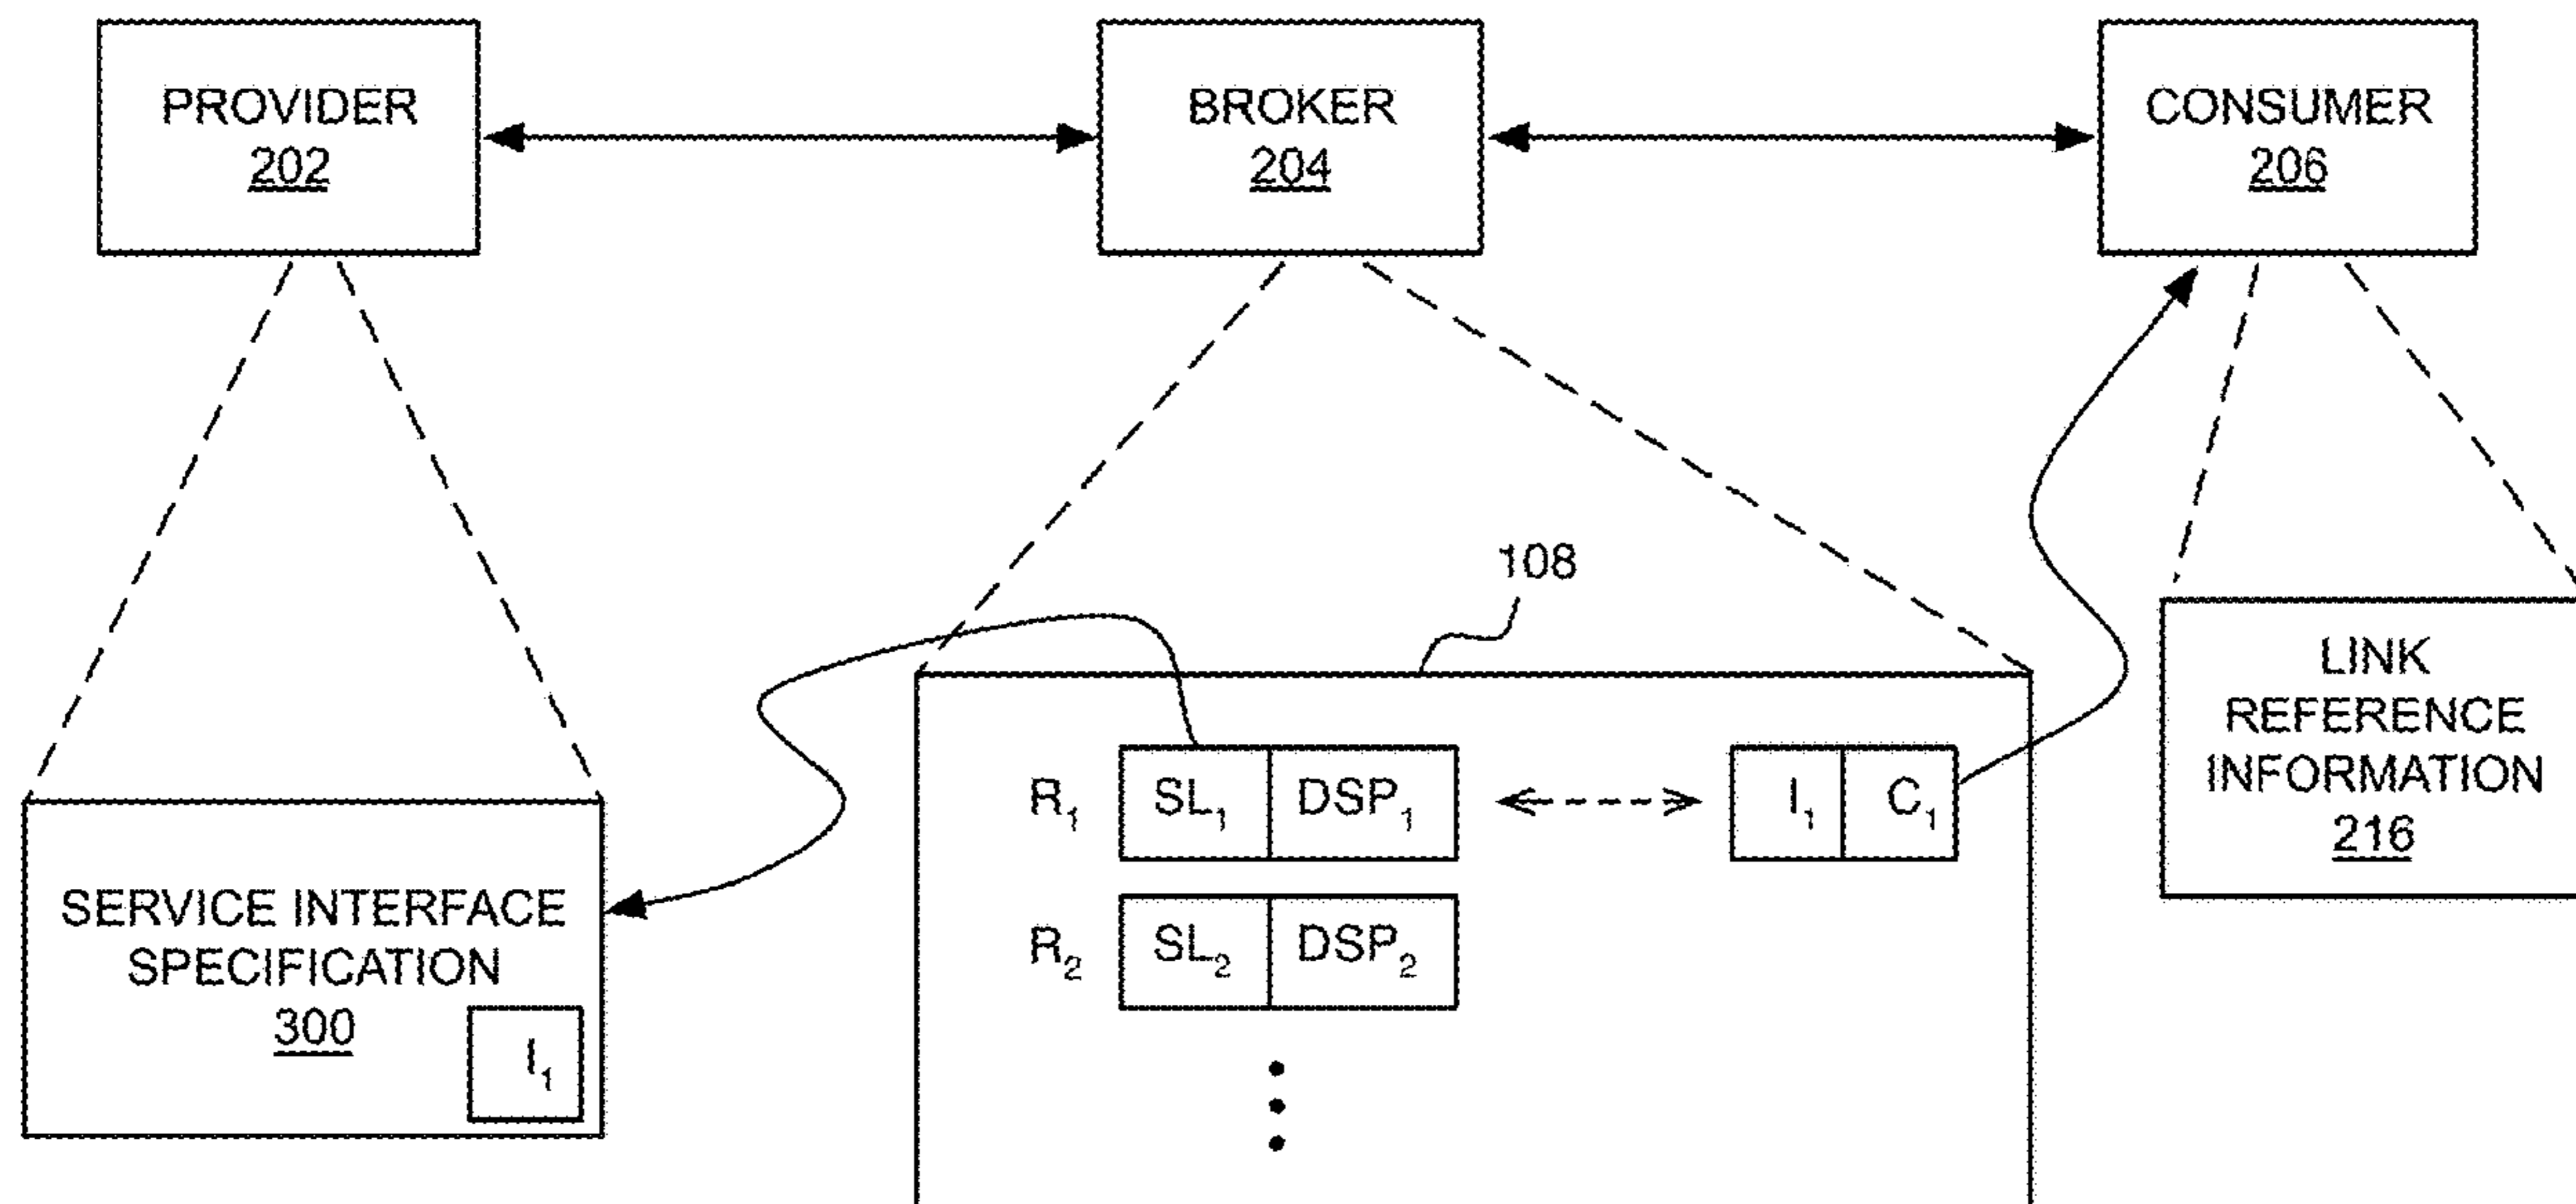 PROVIDER
202
BROKER
204
CONSUMER
206
108
LINK
REFERENCE
INFORMATION
216
R₁ SL₁ DSP₁ I₁ C₁
R₂ SL₂ DSP₂
SERVICE INTERFACE
SPECIFICATION
300
I₁